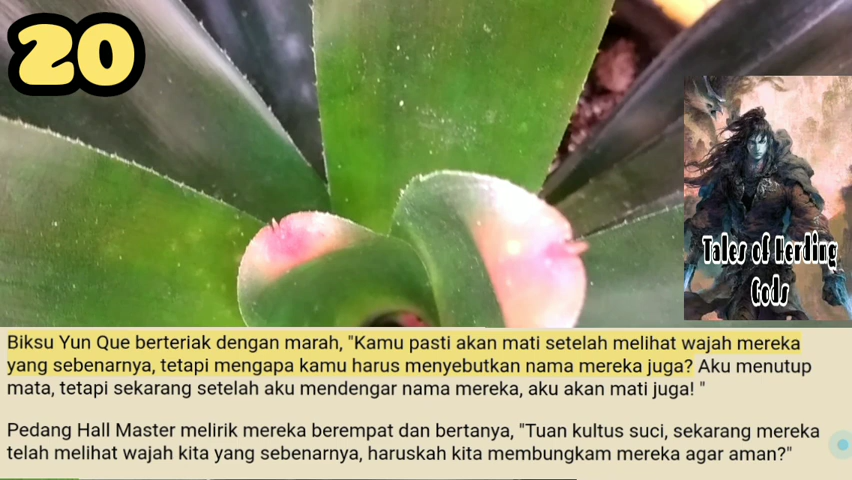 20
Tales of Herding
Gods
Biksu Yun Que berteriak dengan marah, "Kamu pasti akan mati setelah melihat wajah mereka
yang sebenarnya, tetapi mengapa kamu harus menyebutkan nama mereka juga? Aku menutup
mata, tetapi sekarang setelah aku mendengar nama mereka, aku akan mati juga! "
Pedang Hall Master melirik mereka berempat dan bertanya, "Tuan kultus suci, sekarang mereka
telah melihat wajah kita yang sebenarnya, haruskah kita membungkam mereka agar aman?"